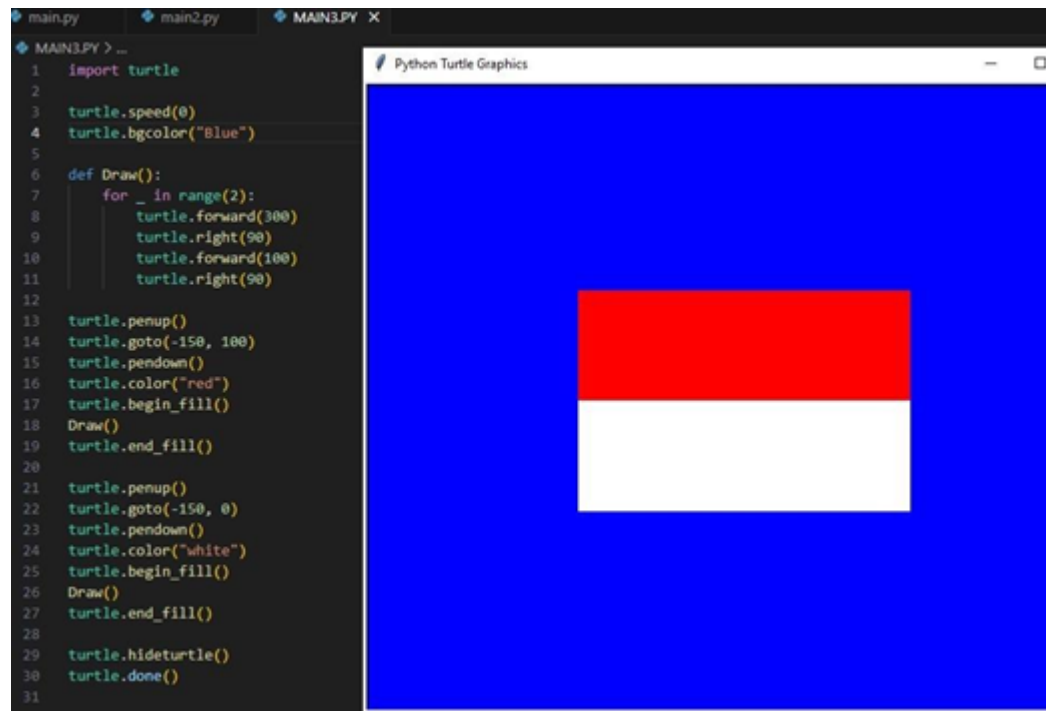 main.py main2.py MAIN3.PY X
MAIN3.PY > ...
Python Turtle Graphics
1 import turtle
2
3 turtle.speed(0)
4 turtle.bgcolor("Blue")
5
6 def Draw():
7 for _ in range(2):
8 turtle.forward(300)
9 turtle.right(90)
10 turtle.forward(100)
11 turtle.right(90)
12
13 turtle.penup()
14 turtle.goto(-150, 100)
15 turtle.pendown()
16 turtle.color("red")
17 turtle.begin_fill()
18 Draw()
19 turtle.end_fill()
20
21 turtle.penup()
22 turtle.goto(-150, 0)
23 turtle.pendown()
24 turtle.color("white")
25 turtle.begin_fill()
26 Draw()
27 turtle.end_fill()
28
29 turtle.hideturtle()
30 turtle.done()
31